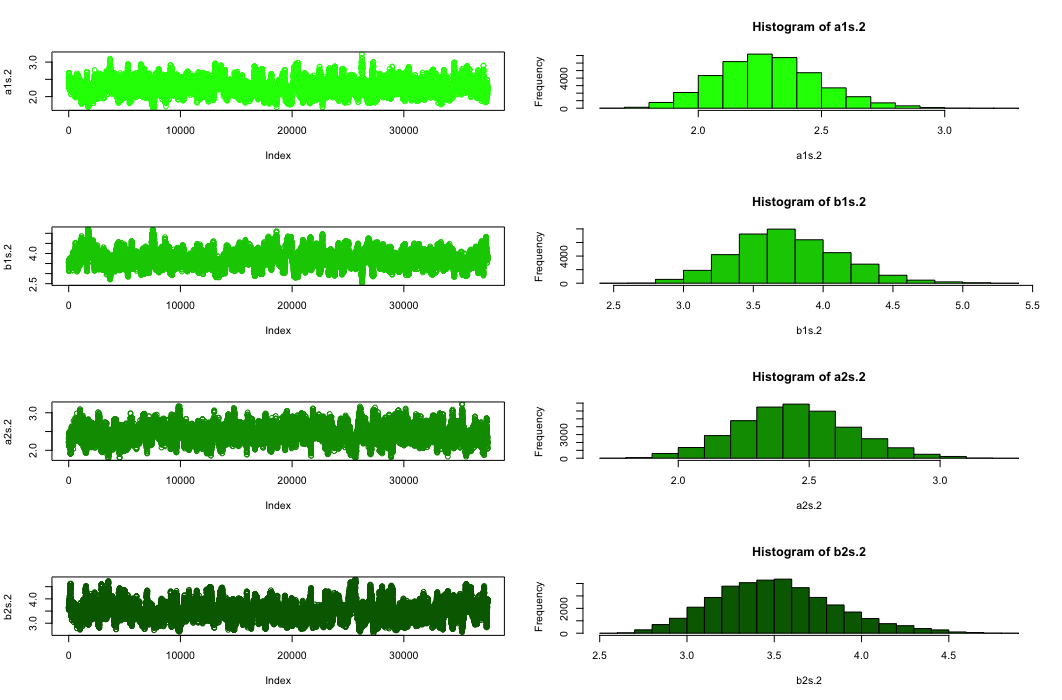 a1s.2
3.0
2.0
0 10000 20000 30000
Index
Histogram of a1s.2
Frequency
4000
0
2.0 2.5 3.0
a1s.2
b1s.2
4.0
2.5
0 10000 20000 30000
Index
Histogram of b1s.2
Frequency
4000
0
2.5 3.0 3.5 4.0 4.5 5.0 5.5
b1s.2
a2s.2
3.0
2.0
0 10000 20000 30000
Index
Histogram of a2s.2
Frequency
3000
0
2.0 2.5 3.0
a2s.2
b2s.2
4.0
3.0
0 10000 20000 30000
Index
Histogram of b2s.2
Frequency
2000
0
2.5 3.0 3.5 4.0 4.5
b2s.2